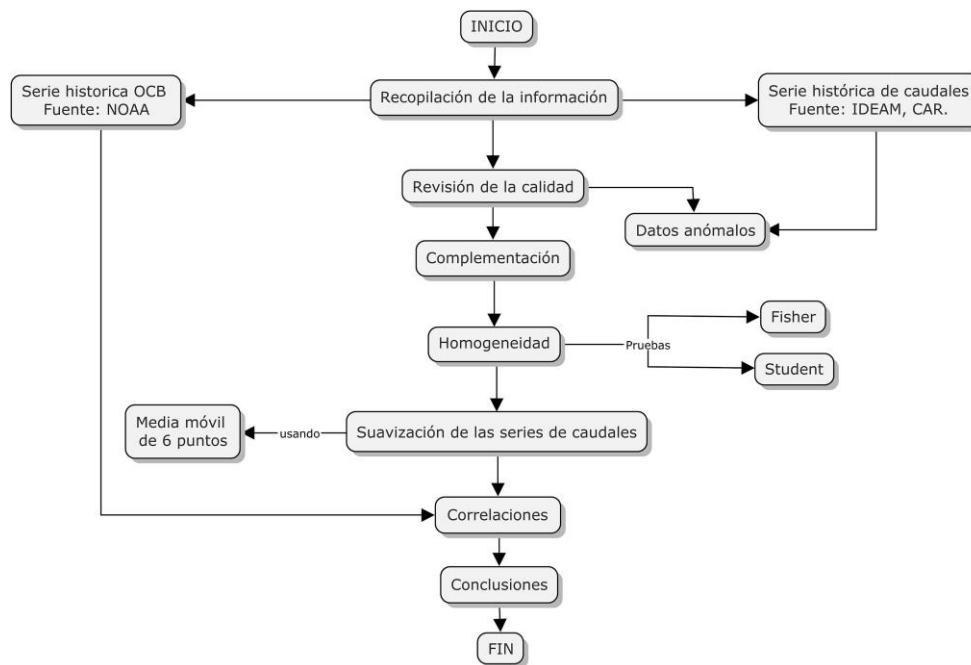 INICIO
Serie historica OCB
Fuente: NOAA
Recopilación de la información
Serie histórica de caudales
Fuente: IDEAM, CAR.
Revisión de la calidad
Datos anómalos
Complementación
Homogeneidad
Pruebas
Fisher
Student
Media móvil
de 6 puntos
usando
Suavización de las series de caudales
Correlaciones
Conclusiones
FIN